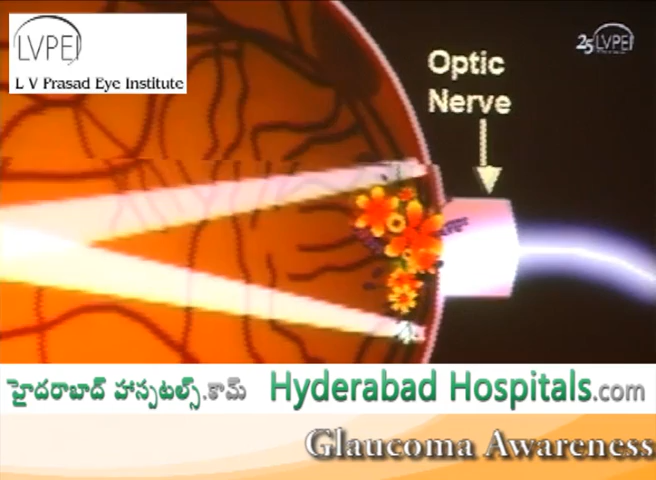 LVPEI
L V Prasad Eye Institute
25 LVPEI
Optic
Nerve
హైదరాబాద్ హాస్పటల్స్.కామ్
Hyderabad Hospitals.com
Glaucoma Awareness